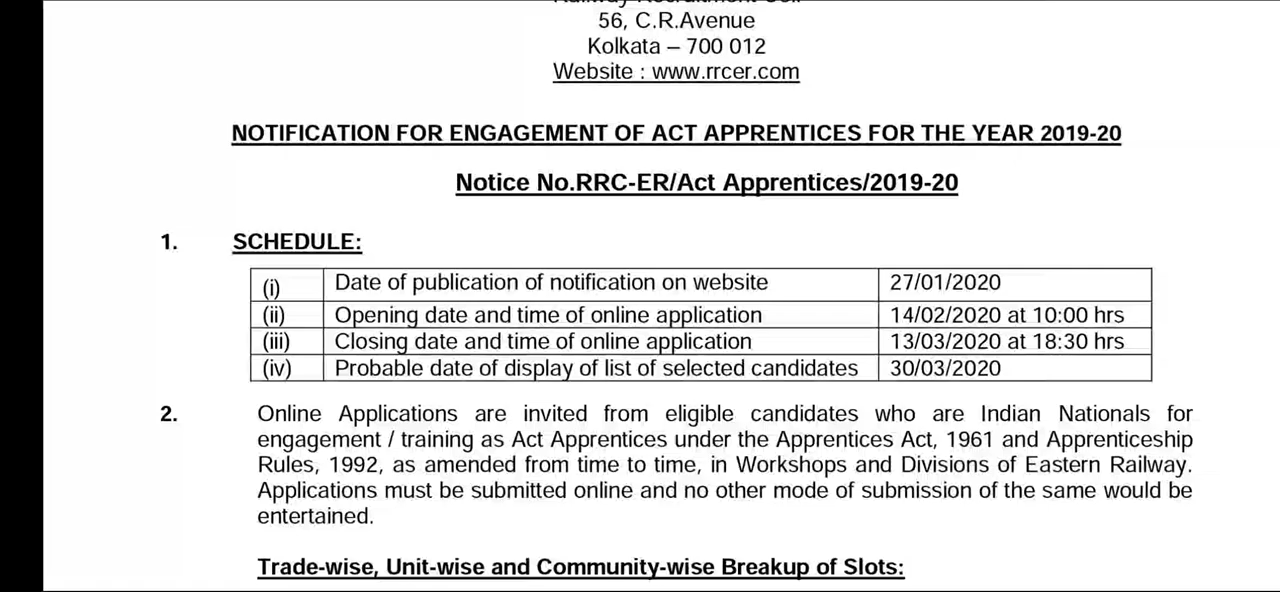 56, C.R.Avenue
Kolkata – 700 012
Website : www.rrcer.com
NOTIFICATION FOR ENGAGEMENT OF ACT APPRENTICES FOR THE YEAR 2019-20
Notice No.RRC-ER/Act Apprentices/2019-20
1. SCHEDULE:
(i) Date of publication of notification on website 27/01/2020
(ii) Opening date and time of online application 14/02/2020 at 10:00 hrs
(iii) Closing date and time of online application 13/03/2020 at 18:30 hrs
(iv) Probable date of display of list of selected candidates 30/03/2020
2. Online Applications are invited from eligible candidates who are Indian Nationals for
engagement / training as Act Apprentices under the Apprentices Act, 1961 and Apprenticeship
Rules, 1992, as amended from time to time, in Workshops and Divisions of Eastern Railway.
Applications must be submitted online and no other mode of submission of the same would be
entertained.
Trade-wise, Unit-wise and Community-wise Breakup of Slots: